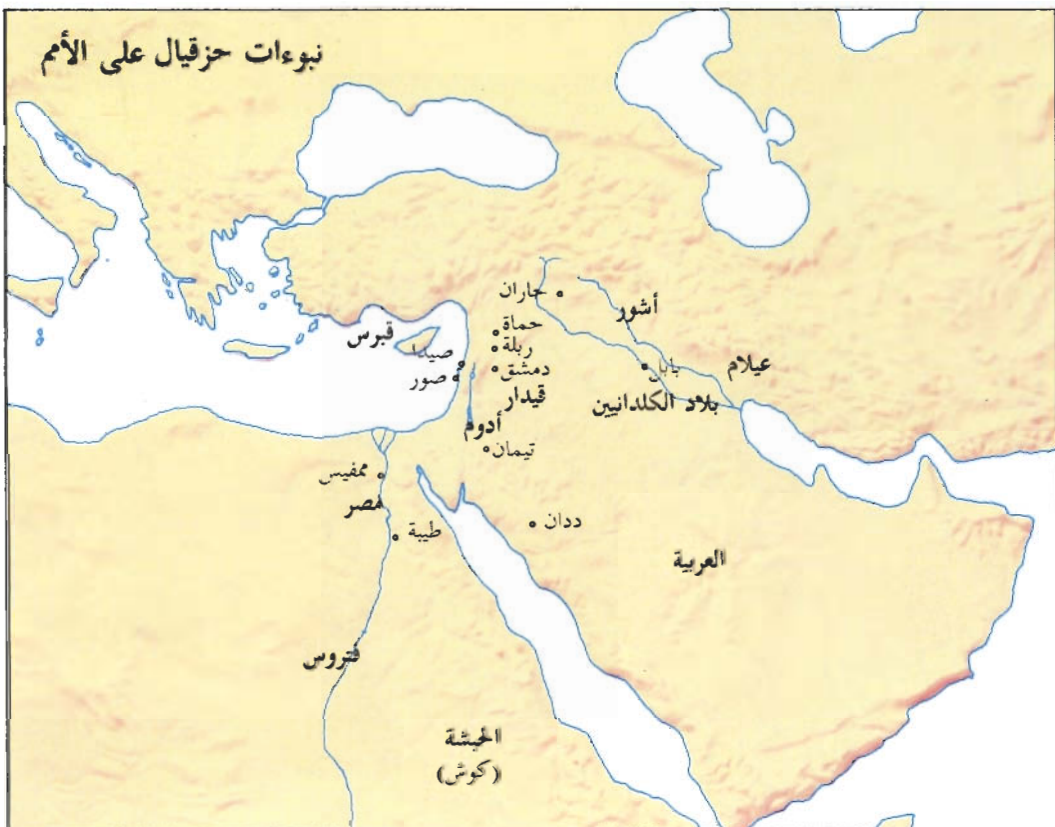 نبوءات حزقيال على الأمم
حاران
أشور
حماة
قبرس
ربلة
صيدا
دمشق
بابل
عيلام
صور
قيدار
بلاد الكلدانيين
أدوم
تيمان
ممفيس
مصر
ددان
طيبة
العربية
فتروس
الحبشة
(كوش)